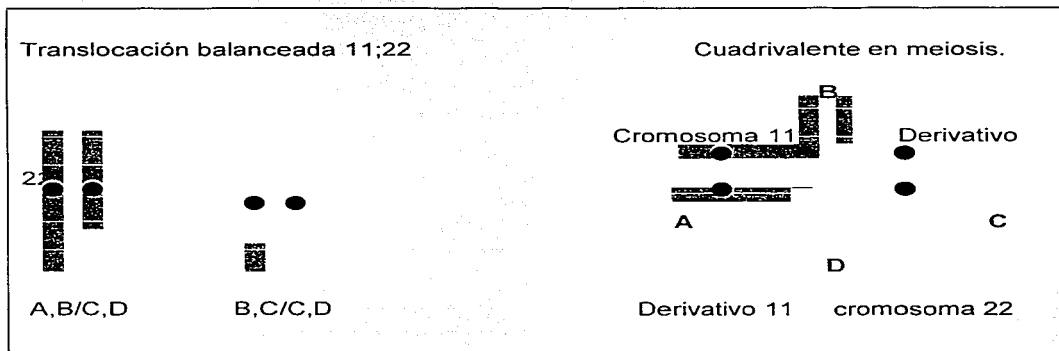 Translocación balanceada 11;22
Cuadrivalente en meiosis.
B
Cromosoma 11
Derivativo
22
A
C
D
A,B/C,D
B,C/C,D
Derivativo 11
cromosoma 22